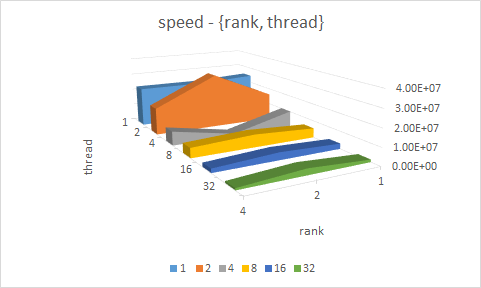 speed - {rank, thread}
4.00E+07
3.00E+07
2.00E+07
1.00E+07
0.00E+00
1
2
4
8
16
32
thread
4
2
1
rank
1 2 4 8 16 32